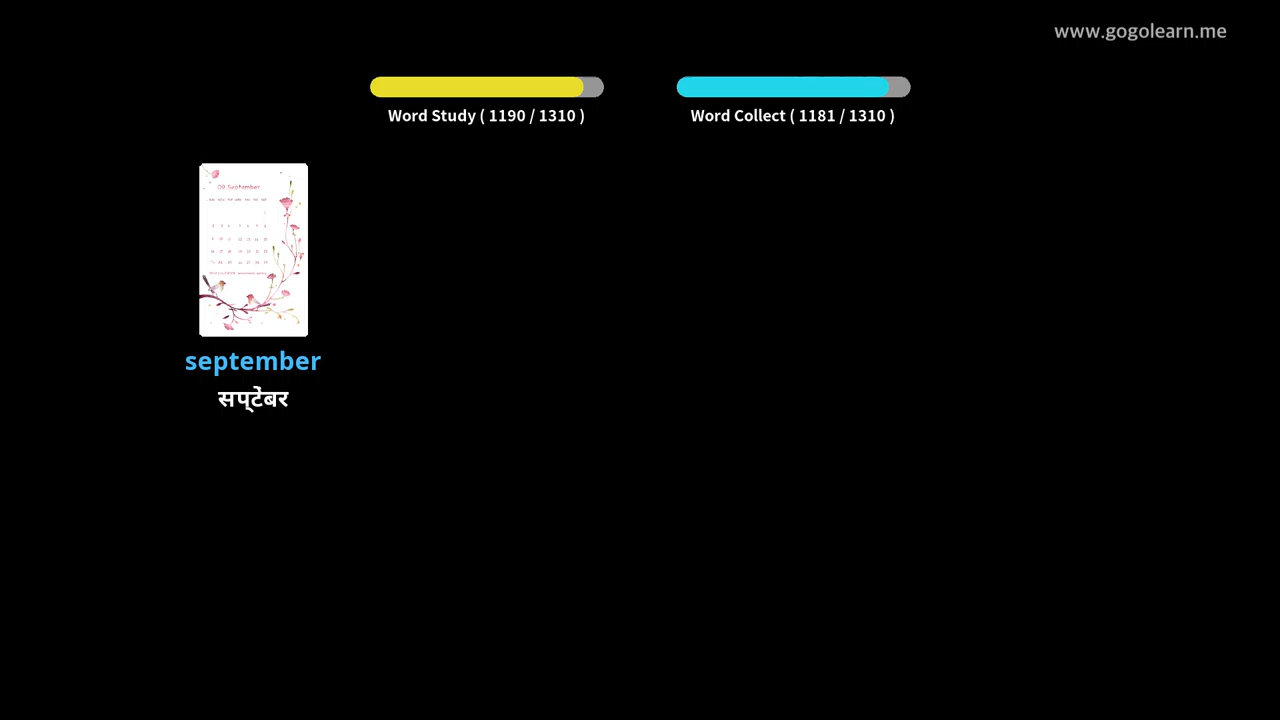 www.gogolearn.me
Word Study ( 1190 / 1310 )
Word Collect ( 1181 / 1310 )
09.September
september
सप्टेंबर